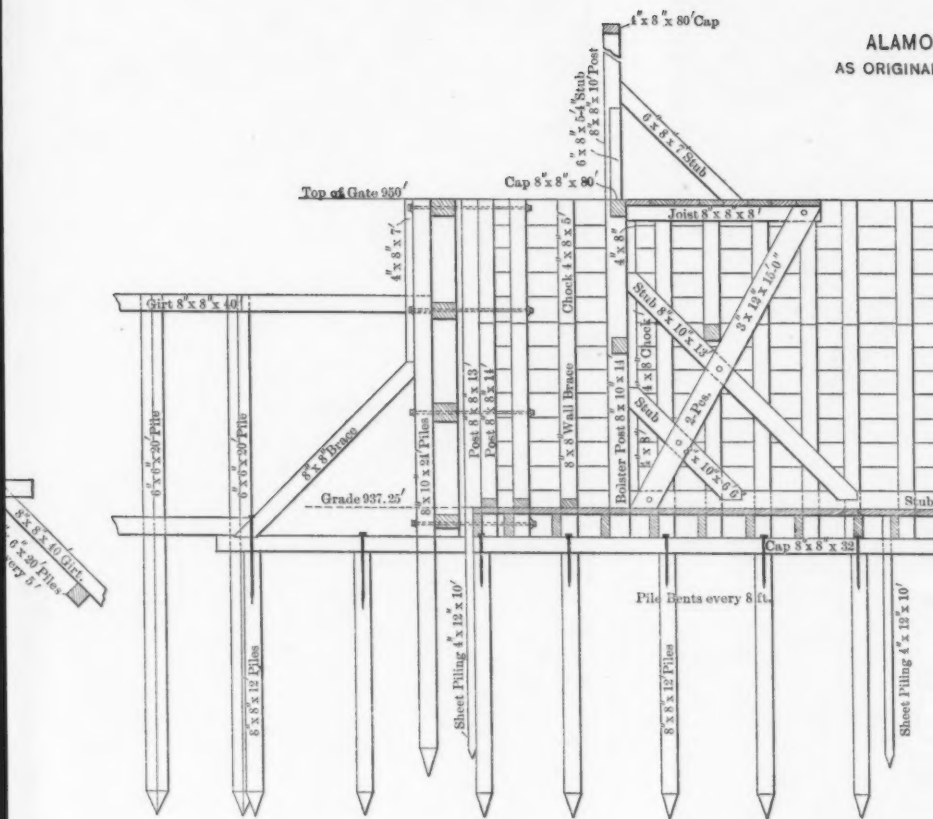 4" x 8" x 80' Cap
ALAMO
AS ORIGINA
6" x 8" x 5'-4" Stub
8" x 8" x 10' Post
6" x 8" x 7' Stub
Cap 8" x 8" x 80'
Top of Gate 950'
Joist 8" x 8" x 8'
4" x 8" x 7'
Chock 4" x 8" x 5'
4" x 8"
3" x 12" x 15'-0"
2-Pcs.
Girt 8" x 8" x 40'
Stub 8" x 10" x 13'
4" x 8" Chock
6" x 6" x 20' Pile
6" x 6" x 20' Pile
8" x 8" Brace
8" x 10" x 24' Piles
Post 8" x 8" x 13'
Post 8" x 8" x 14'
8" x 8" Wall Brace
Bolster Post 8" x 10" x 14'
Stub
8" x 10" x 6'6"
Grade 937.25'
Stub
8" x 8" x 40' Girt.
6" x 20' Piles
every 5'
Cap 8" x 8" x 32'
Pile Bents every 8 ft.
8" x 8" x 12' Piles
Sheet Piling 4" x 12" x 10'
8" x 8" x 12' Piles
Sheet Piling 4" x 12" x 10'